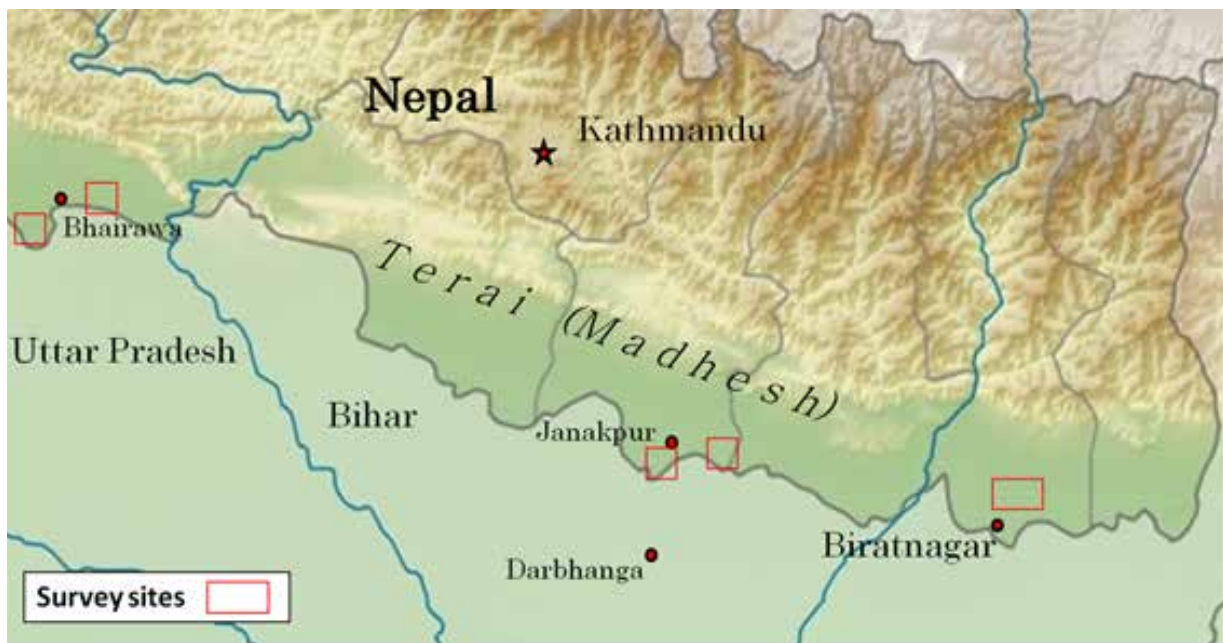 Nepal
Kathmandu
Bhairawa
Terai (Madhesh)
Uttar Pradesh
Bihar
Janakpur
Biratnagar
Darbhanga
Survey sites